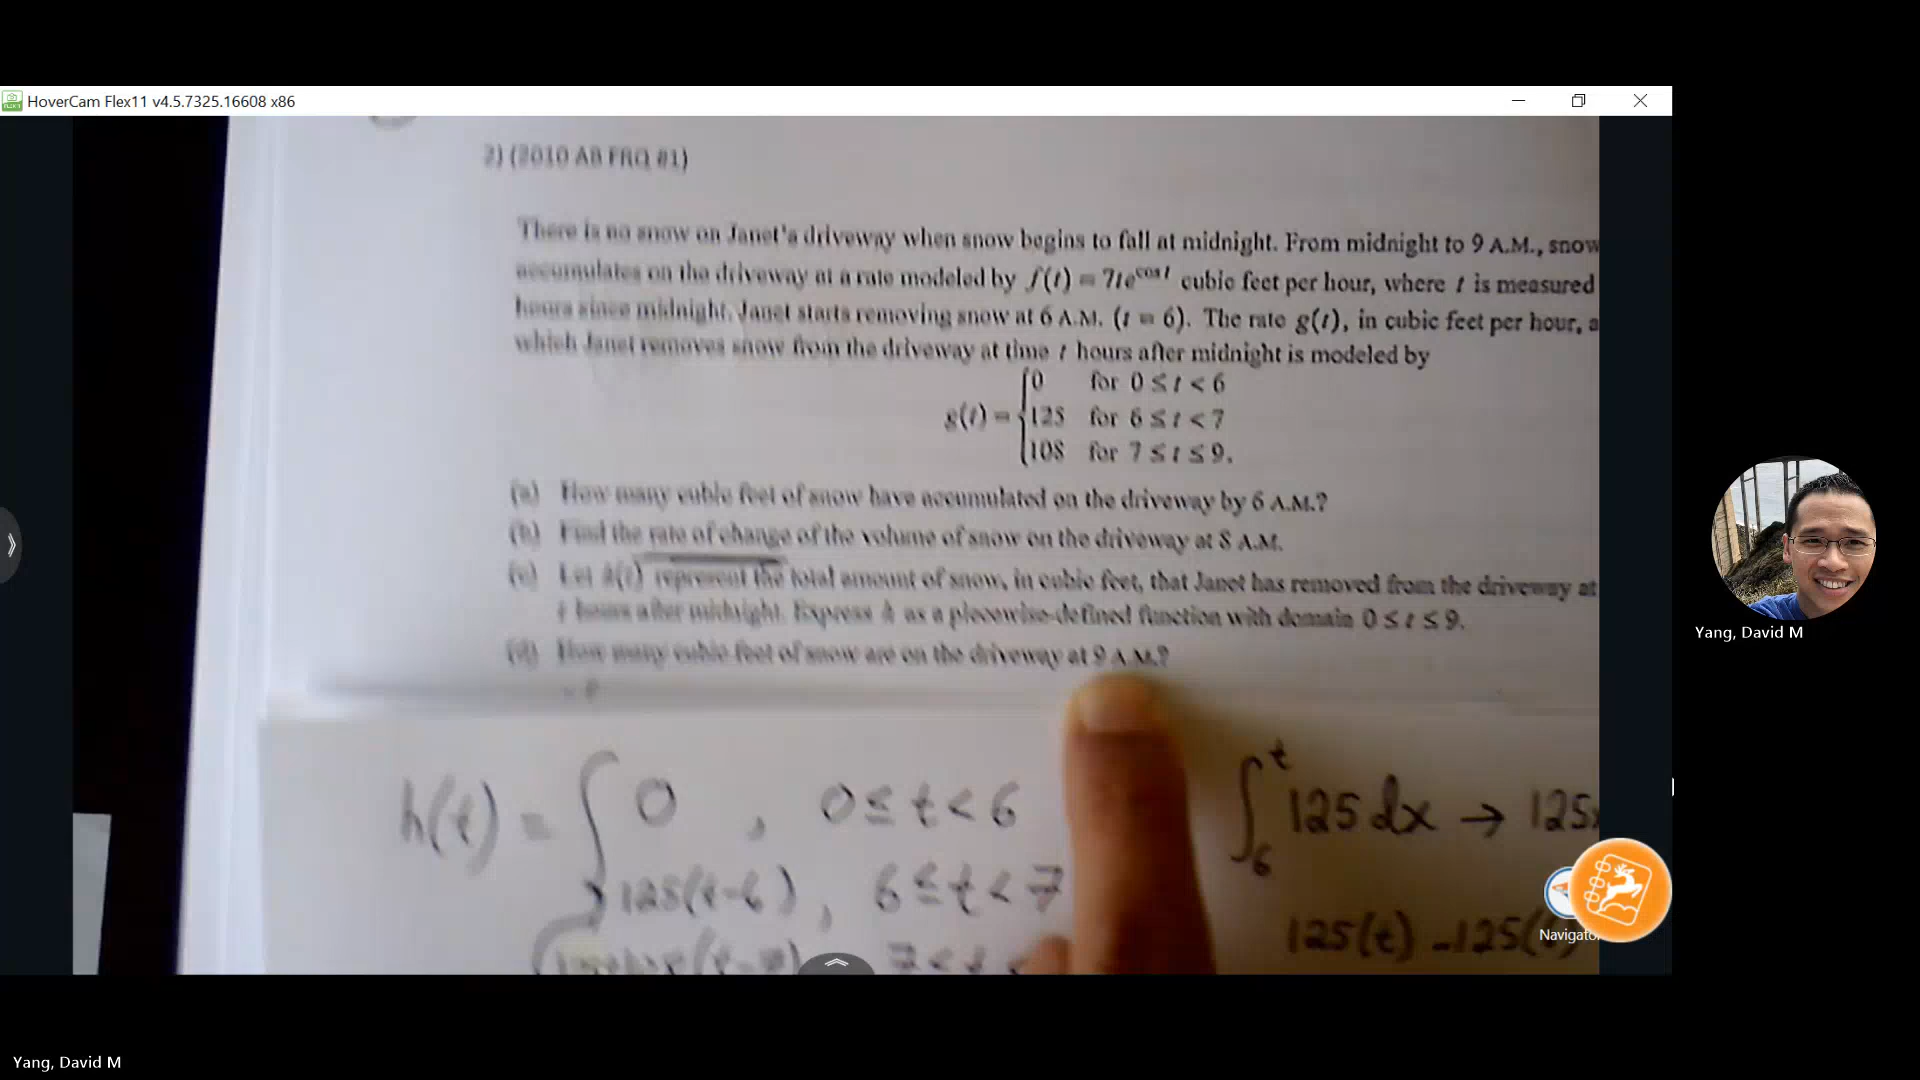 HoverCam Flex11 v4.5.7325.16608 x86
2) (2010 AB FRQ #1)
There is no snow on Janet's driveway when snow begins to fall at midnight. From midnight to 9 A.M., snow
accumulates on the driveway at a rate modeled by f(t) = 7te^cos t cubic feet per hour, where t is measured
hours since midnight. Janet starts removing snow at 6 A.M. (t = 6). The rate g(t), in cubic feet per hour, a
which Janet removes snow from the driveway at time t hours after midnight is modeled by
0 for 0 ≤ t < 6
g(t) = { 125 for 6 ≤ t < 7
108 for 7 ≤ t ≤ 9.
(a) How many cubic feet of snow have accumulated on the driveway by 6 A.M.?
(b) Find the rate of change of the volume of snow on the driveway at 8 A.M.
(c) Let h(t) represent the total amount of snow, in cubic feet, that Janet has removed from the driveway at
t hours after midnight. Express h as a piecewise-defined function with domain 0 ≤ t ≤ 9.
(d) How many cubic feet of snow are on the driveway at 9 A.M.?
h(t) = { 0 , 0 ≤ t < 6
125(t-6) , 6 ≤ t < 7
∫6^t 125 dx → 125
125(t) - 125(
Navigato
Yang, David M
Yang, David M